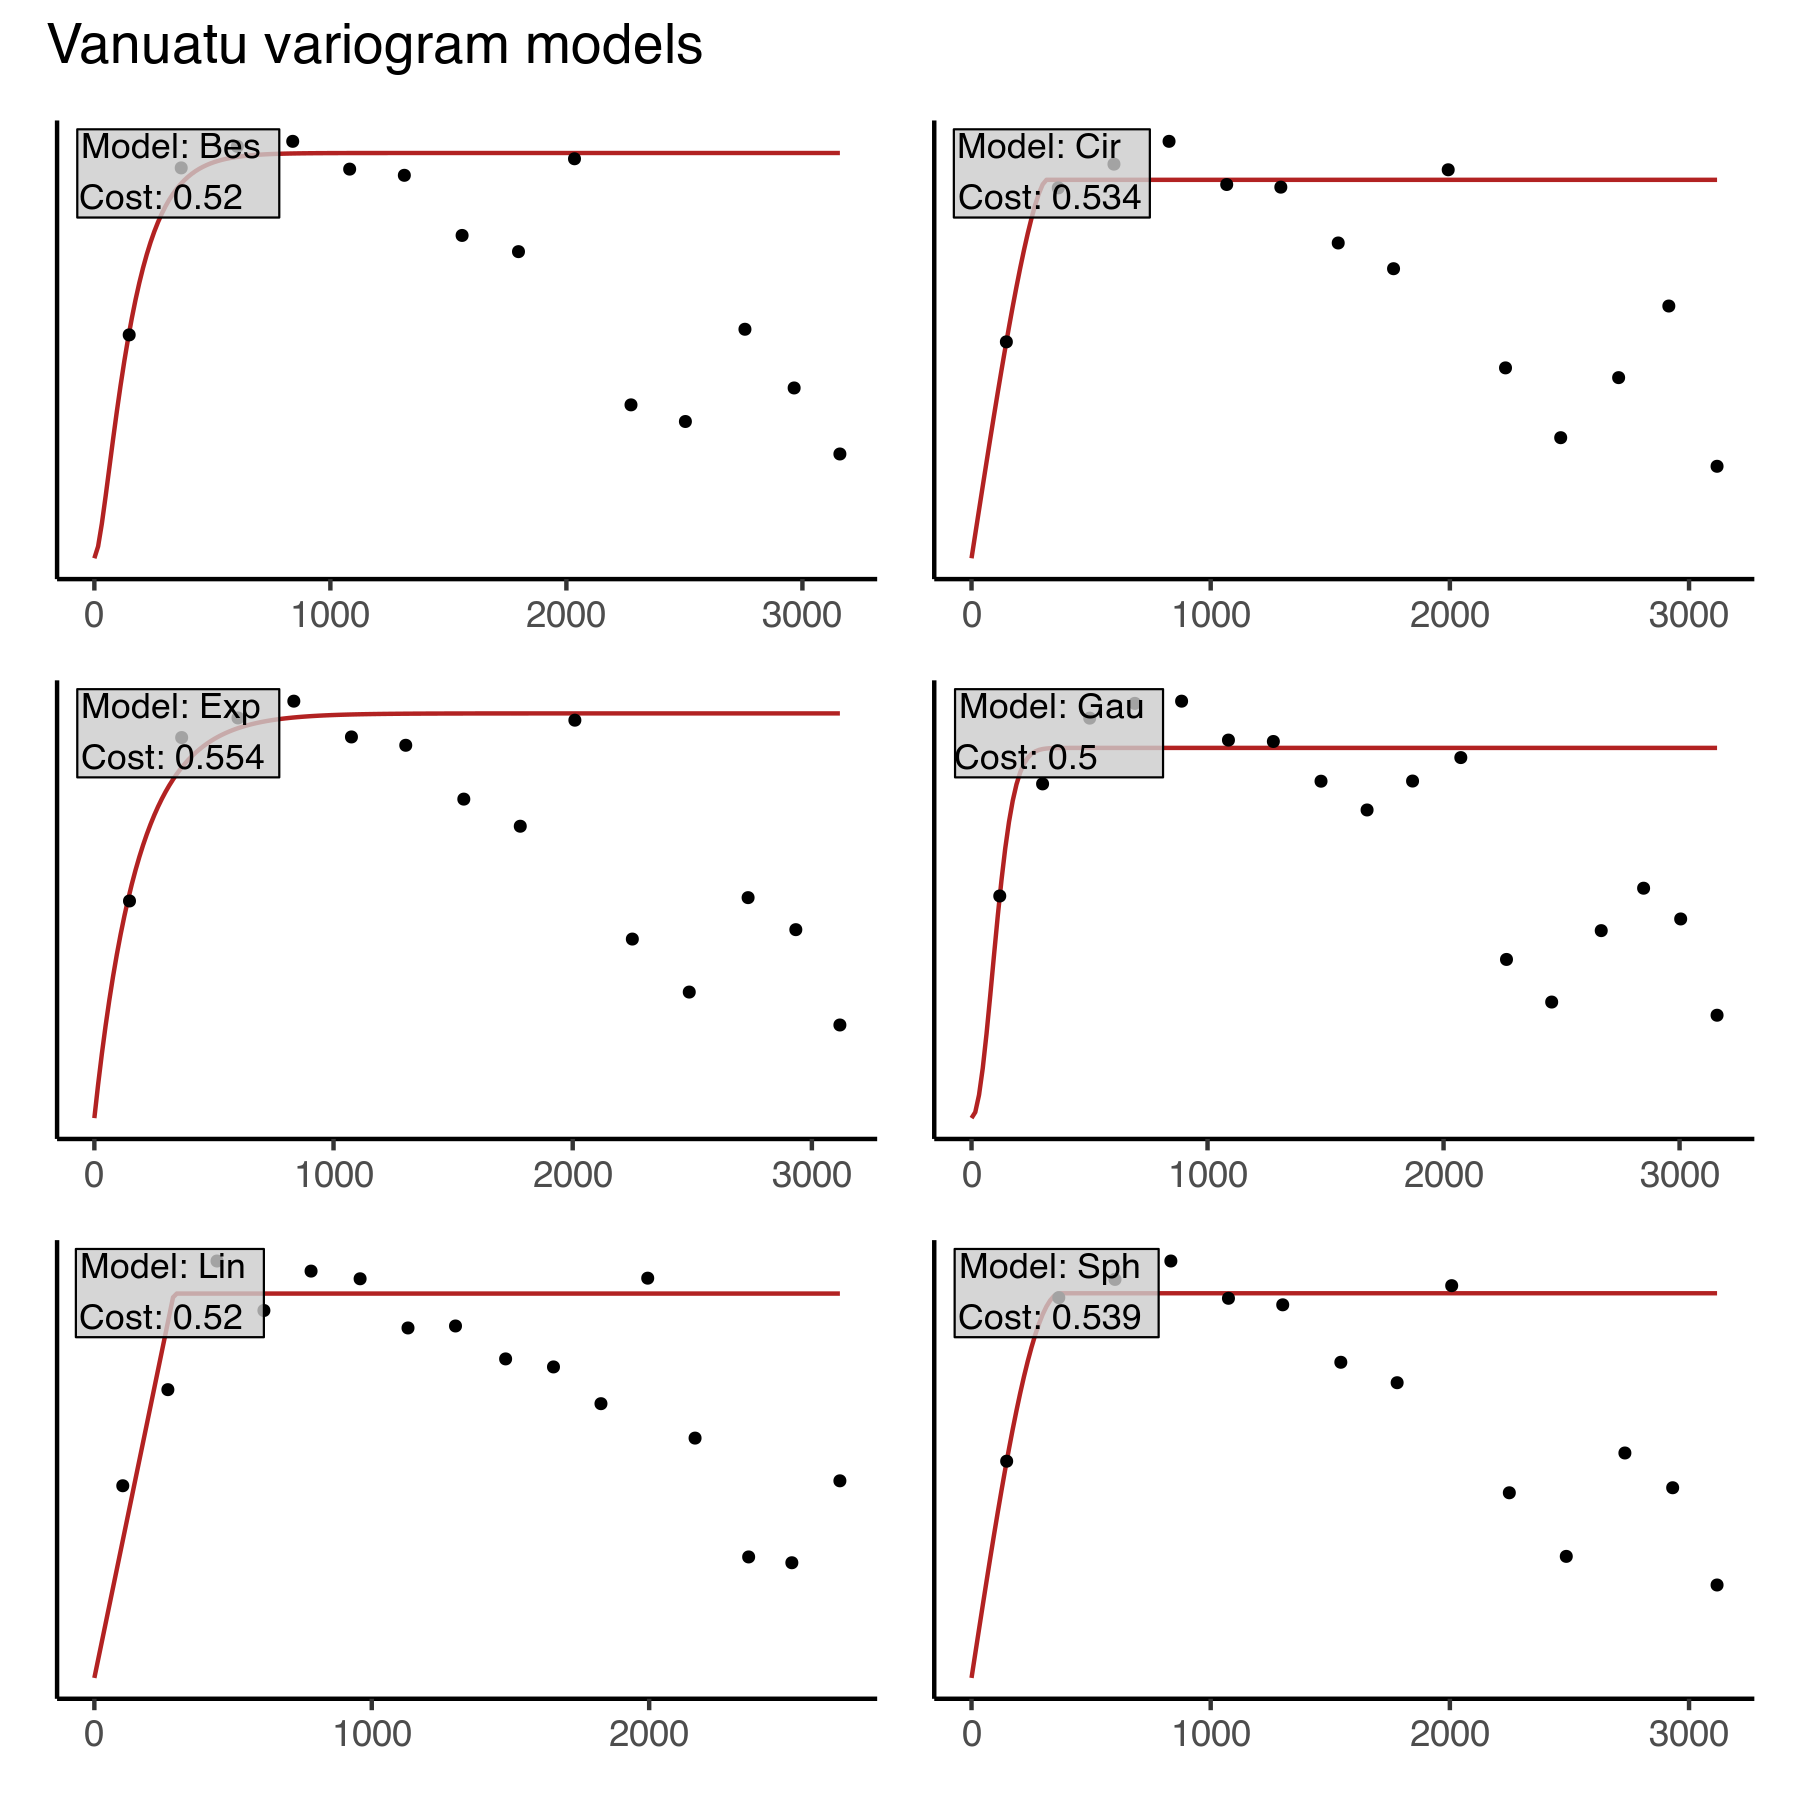 Vanuatu variogram models
Model: Bes
Cost: 0.52
0 1000 2000 3000
Model: Cir
Cost: 0.534
0 1000 2000 3000
Model: Exp
Cost: 0.554
0 1000 2000 3000
Model: Gau
Cost: 0.5
0 1000 2000 3000
Model: Lin
Cost: 0.52
0 1000 2000
Model: Sph
Cost: 0.539
0 1000 2000 3000